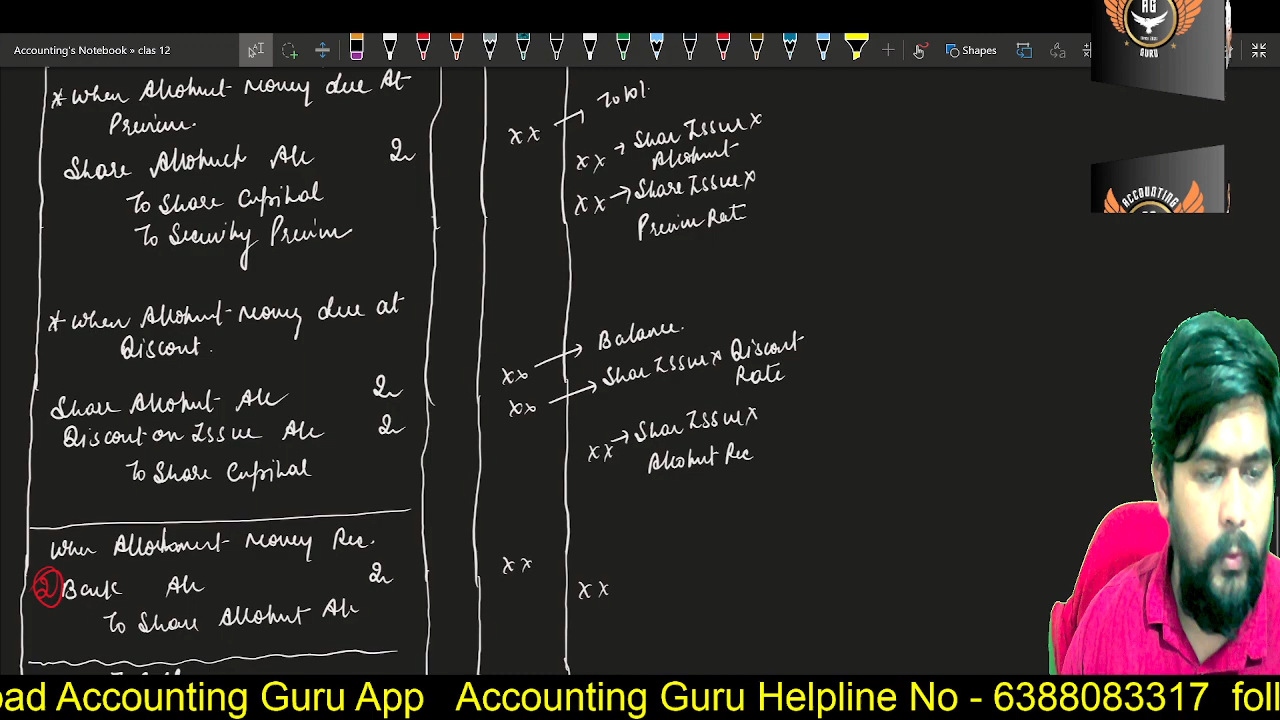 Accounting's Notebook » clas 12
Shapes
AG
GURU
ACCOUNTING
* When Allotment money due At
Premium.
Share Allotment A/c Dr
To Share Capital
To Security Premium
xx → Total.
xx → Share Issue x
Allotment
xx → Share Issue x
Premium Rate
* When Allotment money due at
Discount.
Share Allotment A/c Dr
Discount on Issue A/c Dr
To Share Capital
xx → Balance.
xx → Share Issue x Discount
Rate
xx → Share Issue x
Allotment Rec
When Allotment money Rec.
2 Bank A/c Dr
To Share Allotment A/c
xx
xx
oad Accounting Guru App Accounting Guru Helpline No - 6388083317 foll